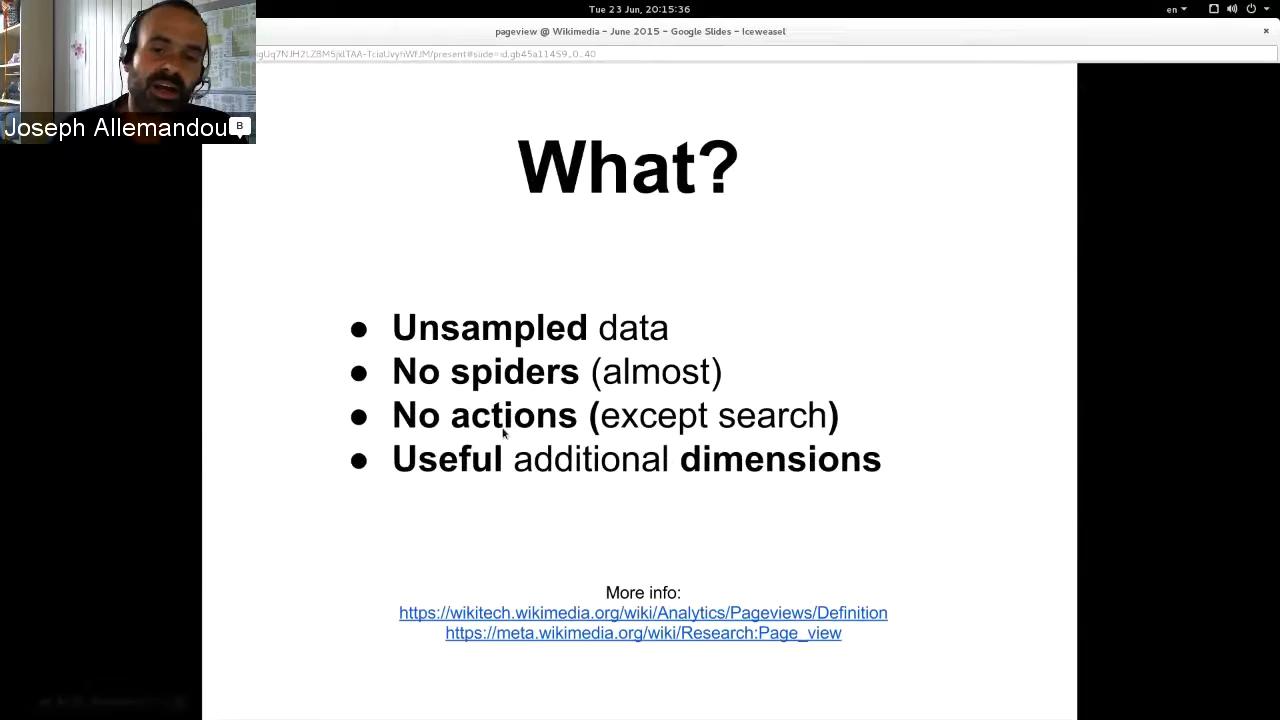 en
Tue 23 Jun, 20:15:36
pageview @ Wikimedia – June 2015 – Google Slides – Iceweasel
Joseph Allemandou
B
What?
● Unsampled data
● No spiders (almost)
● No actions (except search)
● Useful additional dimensions
More info:
https://wikitech.wikimedia.org/wiki/Analytics/Pageviews/Definition
https://meta.wikimedia.org/wiki/Research:Page_view